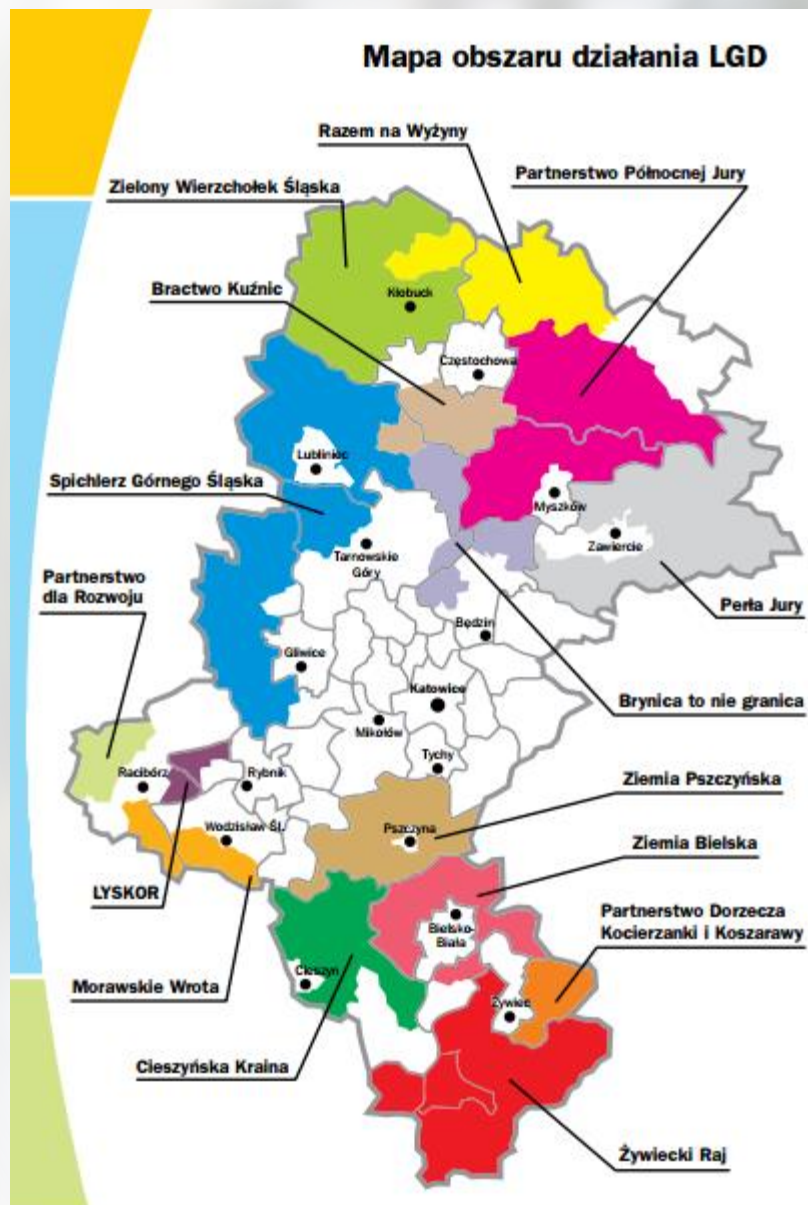 Mapa obszaru działania LGD
Razem na Wyżyny
Partnerstwo Północnej Jury
Zielony Wierzchołek Śląska
Bractwo Kuźnic
Kłobuck
Częstochowa
Lubliniec
Spichlerz Górnego Śląska
Myszków
Zawiercie
Tarnowskie
Góry
Partnerstwo
dla Rozwoju
Perła Jury
Będzin
Gliwice
Katowice
Brynica to nie granica
Mikołów
Tychy
Racibórz
Rybnik
Ziemia Pszczyńska
Wodzisław Śl.
Pszczyna
Ziemia Bielska
LYSKOR
Partnerstwo Dorzecza
Kocierzanki i Koszarawy
Bielsko-
Biała
Cieszyn
Morawskie Wrota
Żywiec
Cieszyńska Kraina
Żywiecki Raj